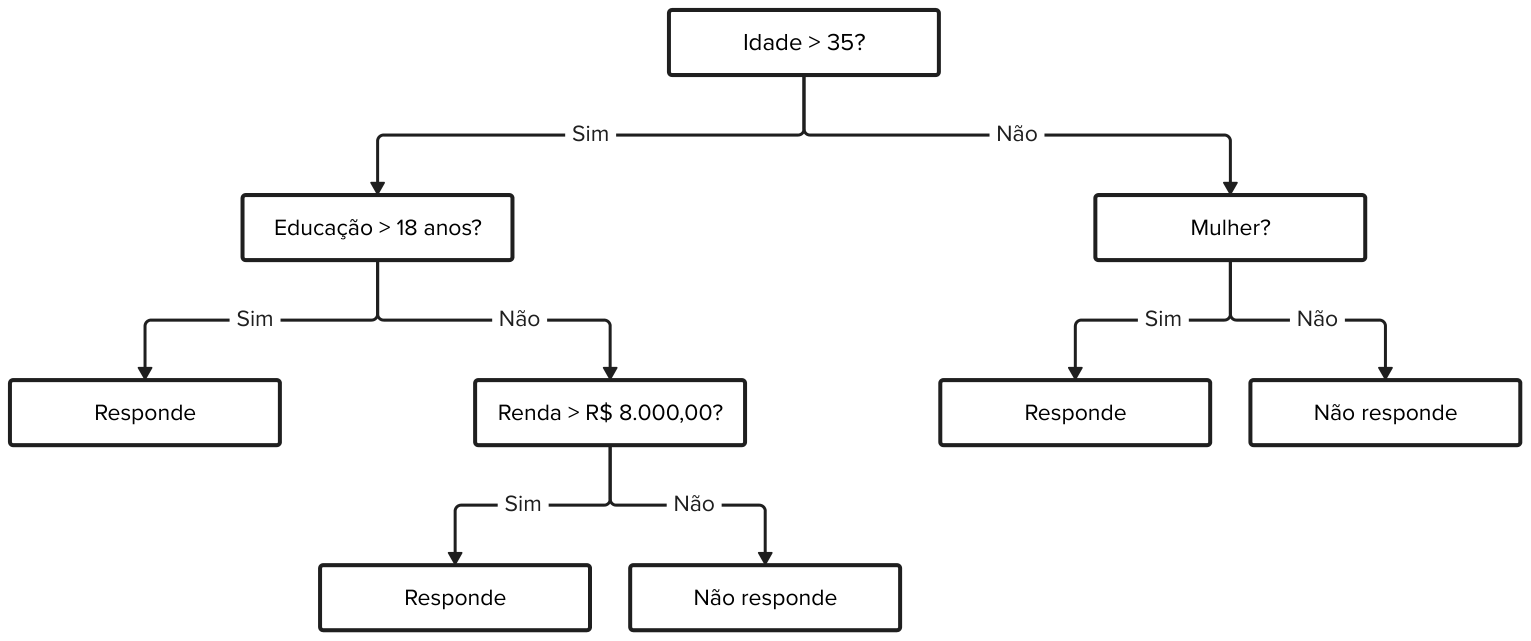 Idade > 35?
Sim
Não
Educação > 18 anos?
Mulher?
Sim
Não
Sim
Não
Responde
Renda > R$ 8.000,00?
Responde
Não responde
Sim
Não
Responde
Não responde